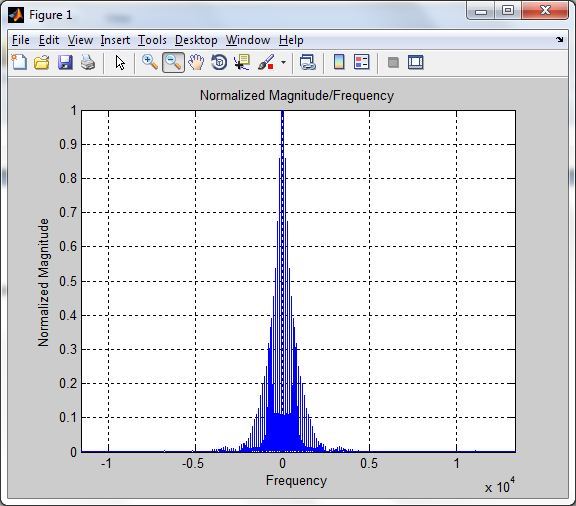 Figure 1
File Edit View Insert Tools Desktop Window Help
Normalized Magnitude/Frequency
Normalized Magnitude
1
0.9
0.8
0.7
0.6
0.5
0.4
0.3
0.2
0.1
0
-1 -0.5 0 0.5 1
Frequency
x 10^4